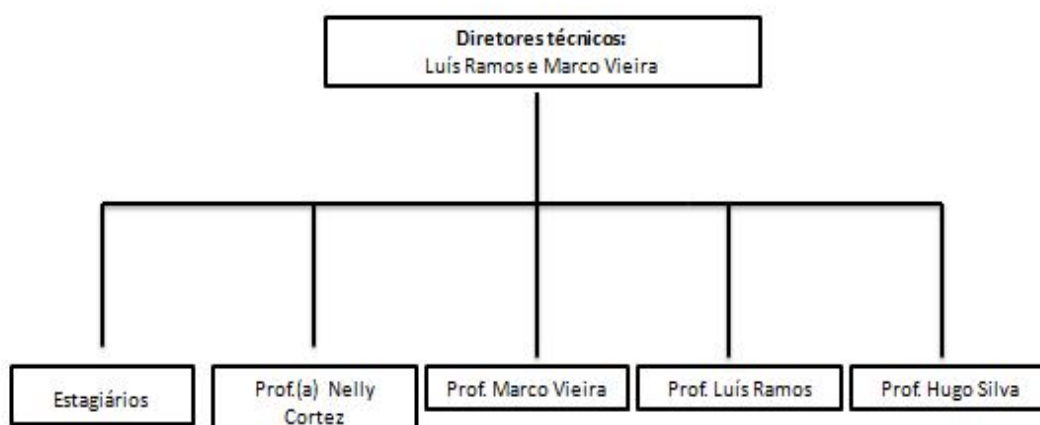 Diretores técnicos:
Luís Ramos e Marco Vieira
Estagiários
Prof.(a) Nelly
Cortez
Prof. Marco Vieira
Prof. Luís Ramos
Prof. Hugo Silva